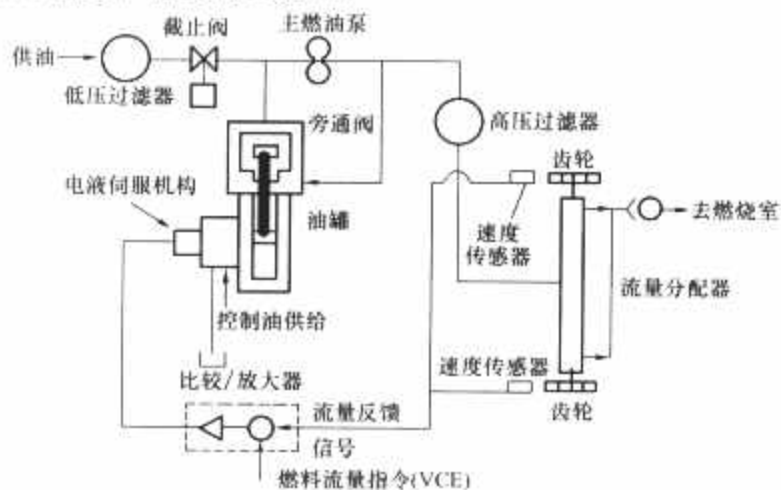 截止阀
主燃油泵
供油
低压过滤器
旁通阀
高压过滤器
齿轮
电液伺服机构
油罐
去燃烧室
速度
传感器
流量分配器
控制油供给
比较/放大器
速度传感器
齿轮
流量反馈
信号
燃料流量指令(VCE)